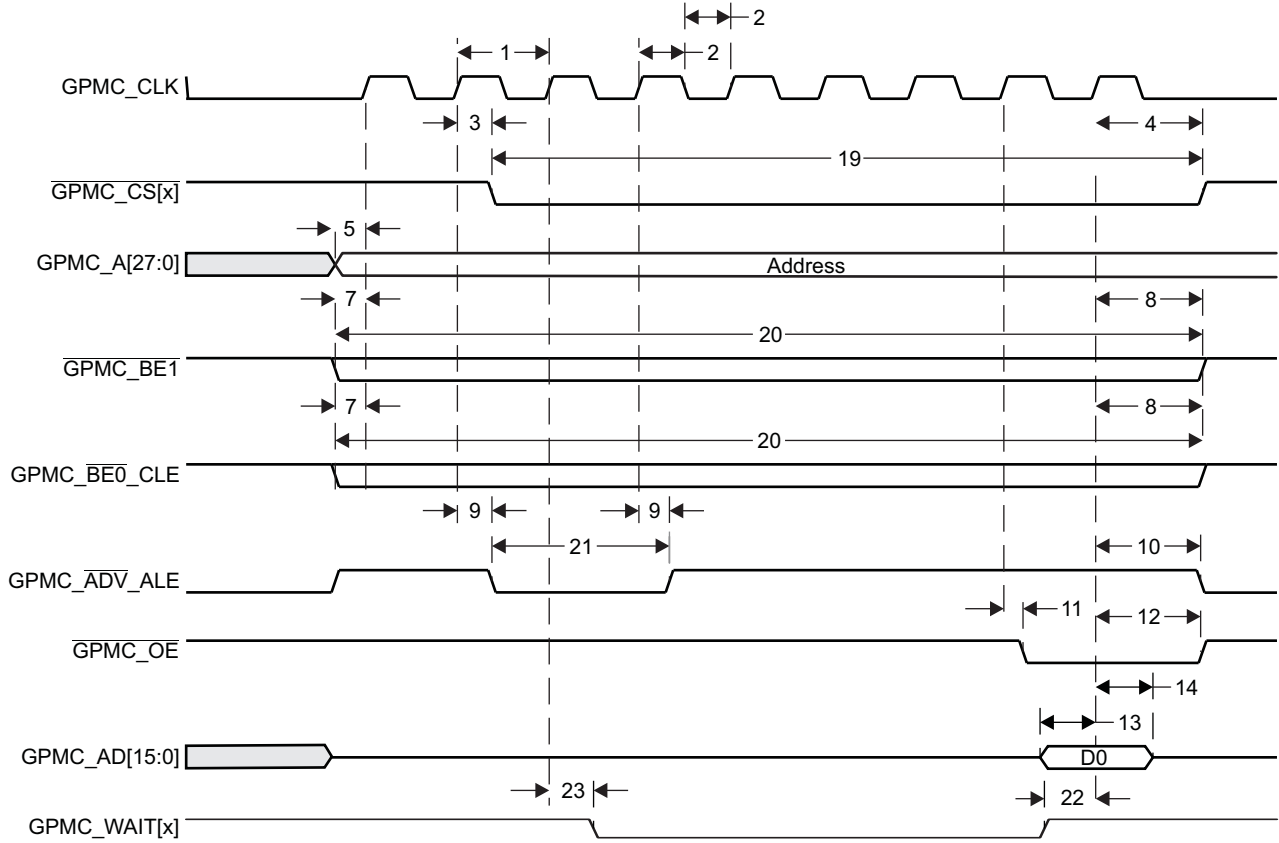 2
1
2
GPMC_CLK
3
4
19
GPMC_CS[x]
5
GPMC_A[27:0]
Address
7
8
20
GPMC_BE1
7
8
20
GPMC_BE0_CLE
9
9
21
10
GPMC_ADV_ALE
11
12
GPMC_OE
14
13
GPMC_AD[15:0]
D0
23
22
GPMC_WAIT[x]